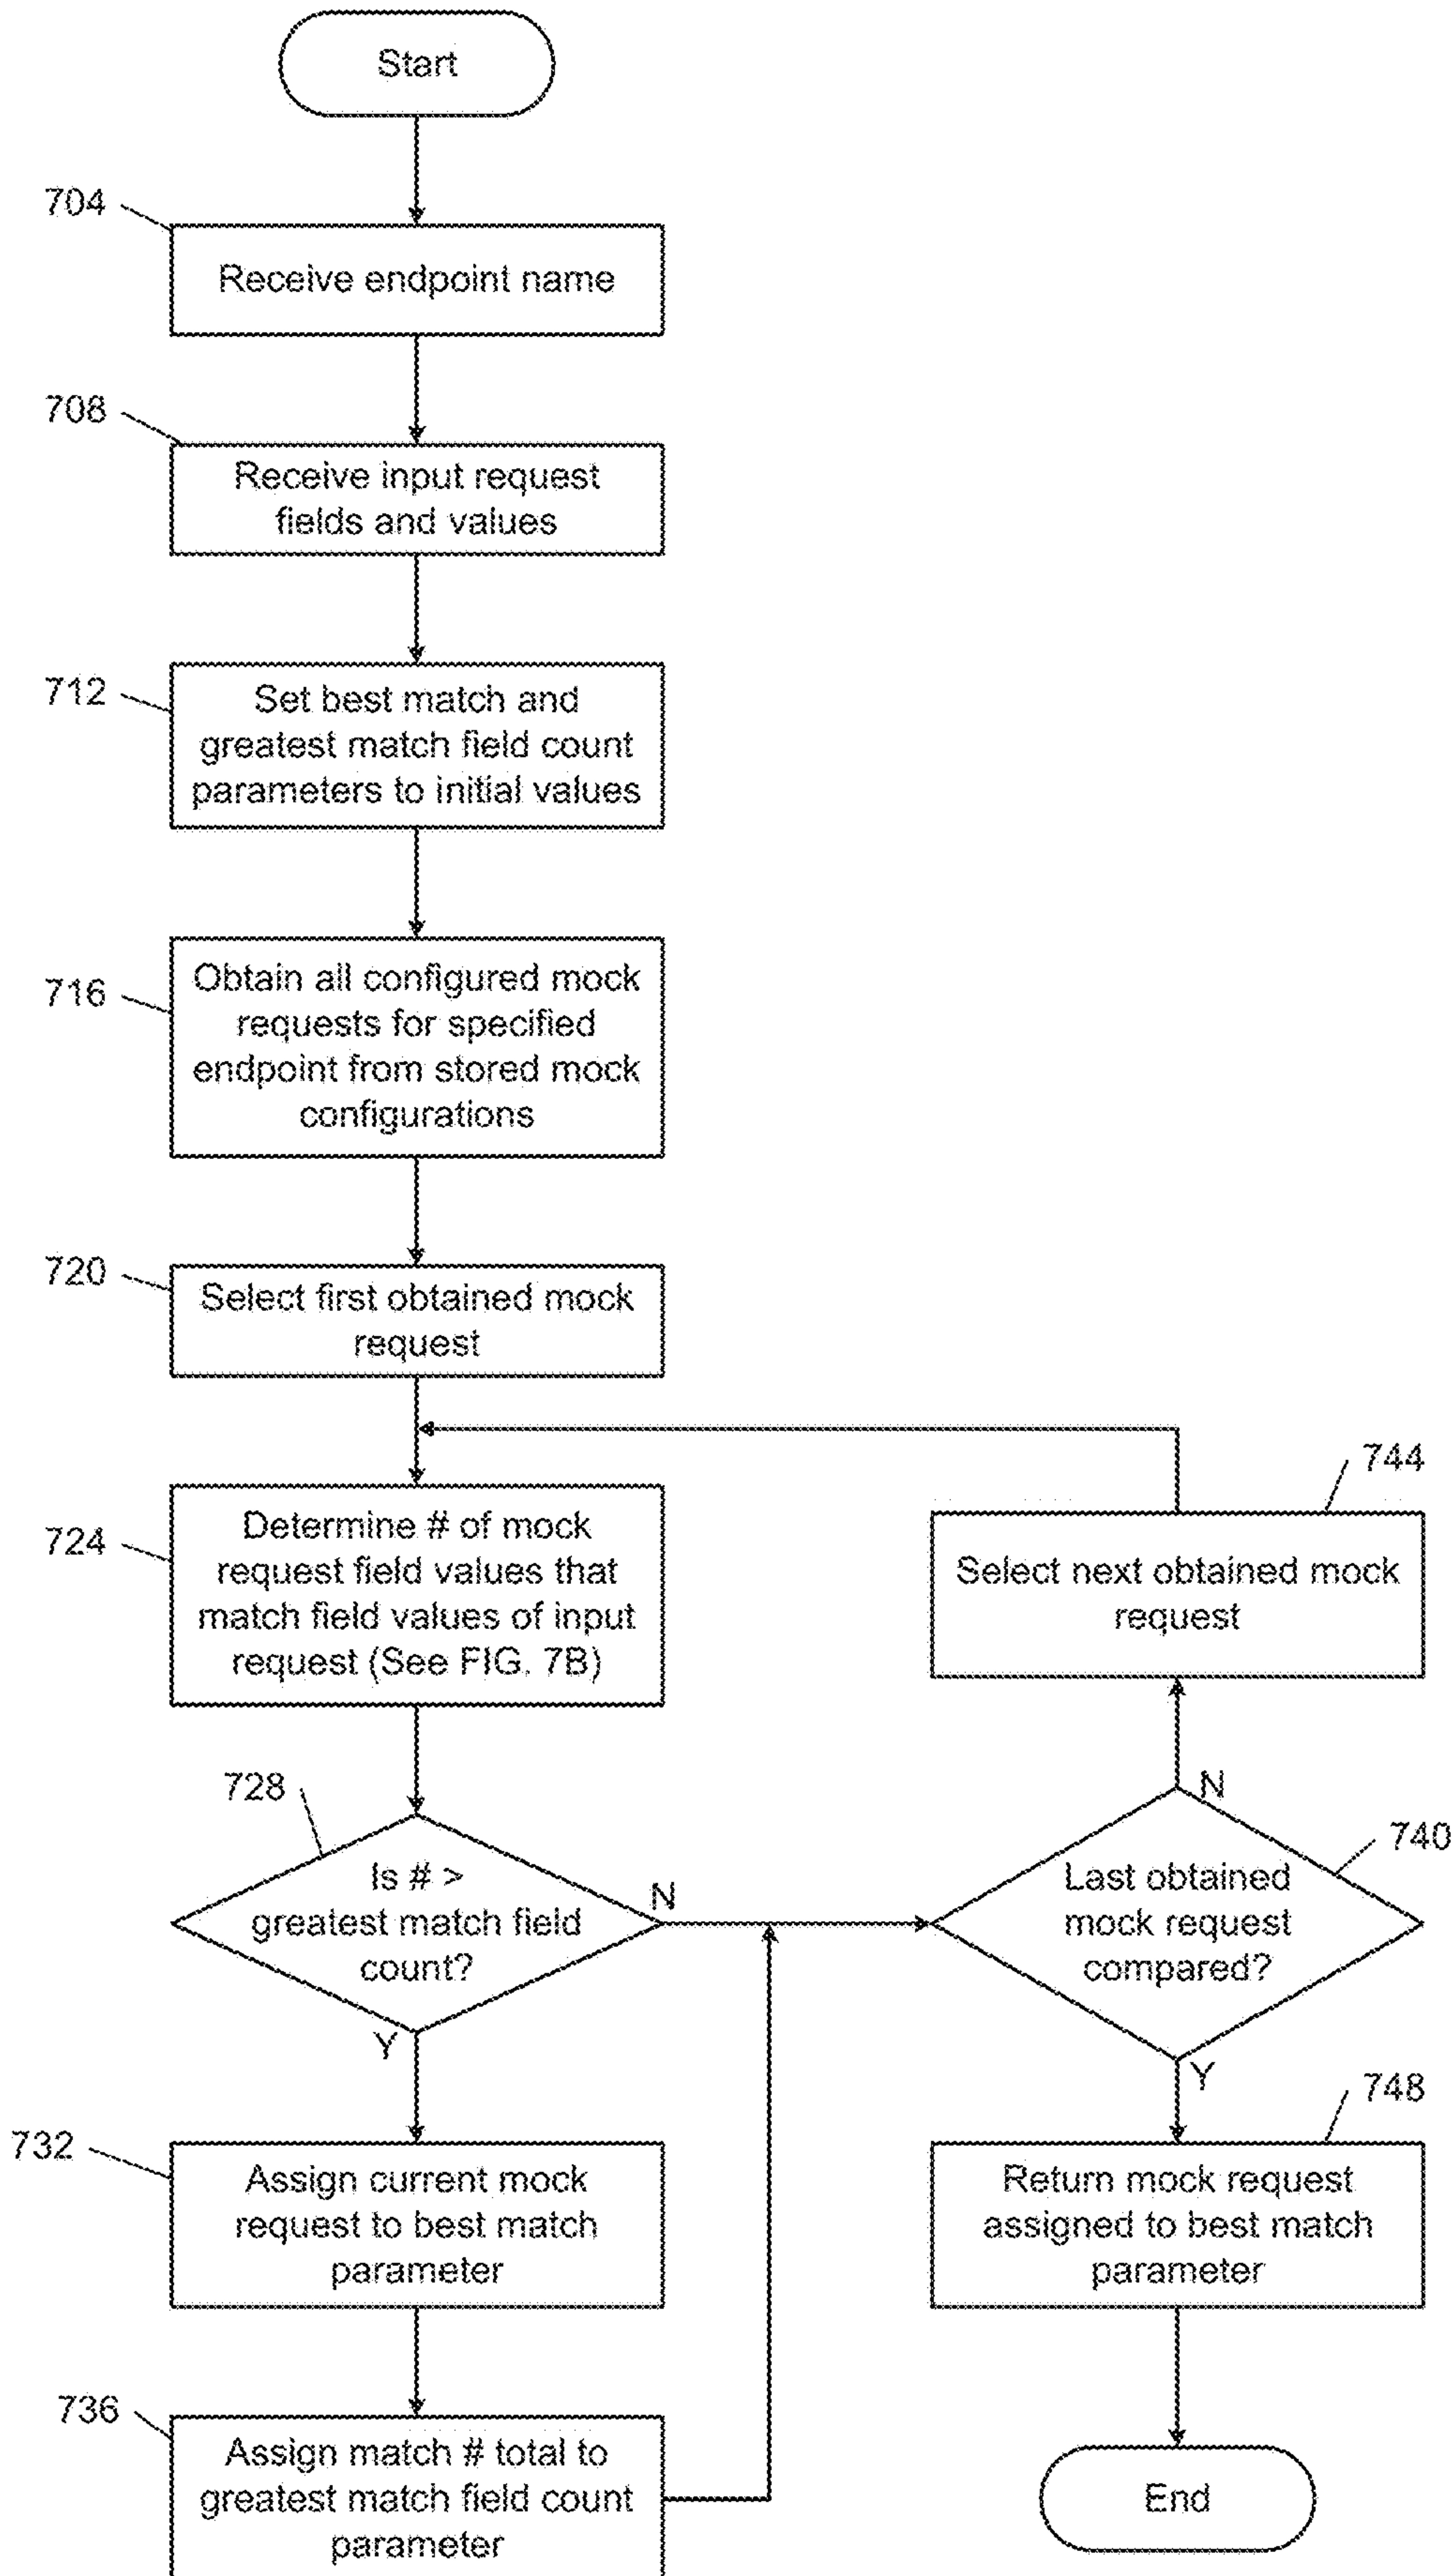 Start
704
Receive endpoint name
708
Receive input request
fields and values
712
Set best match and
greatest match field count
parameters to initial values
716
Obtain all configured mock
requests for specified
endpoint from stored mock
configurations
720
Select first obtained mock
request
724
Determine # of mock
request field values that
match field values of input
request (See FIG. 7B)
728
Is # >
greatest match field
count?
N
Y
732
Assign current mock
request to best match
parameter
736
Assign match # total to
greatest match field count
parameter
744
Select next obtained mock
request
N
740
Last obtained
mock request
compared?
Y
748
Return mock request
assigned to best match
parameter
End